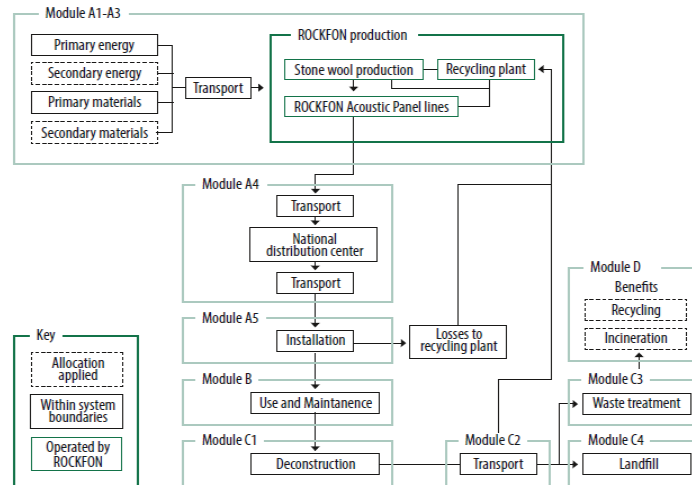 Module A1-A3
Primary energy
Secondary energy
Primary materials
Secondary materials
Transport
ROCKFON production
Stone wool production
Recycling plant
ROCKFON Acoustic Panel lines
Module A4
Transport
National
distribution center
Transport
Module A5
Installation
Losses to
recycling plant
Module B
Use and Maintanence
Module C1
Deconstruction
Module C2
Transport
Module D
Benefits
Recycling
Incineration
Module C3
Waste treatment
Module C4
Landfill
Key
Allocation
applied
Within system
boundaries
Operated by
ROCKFON